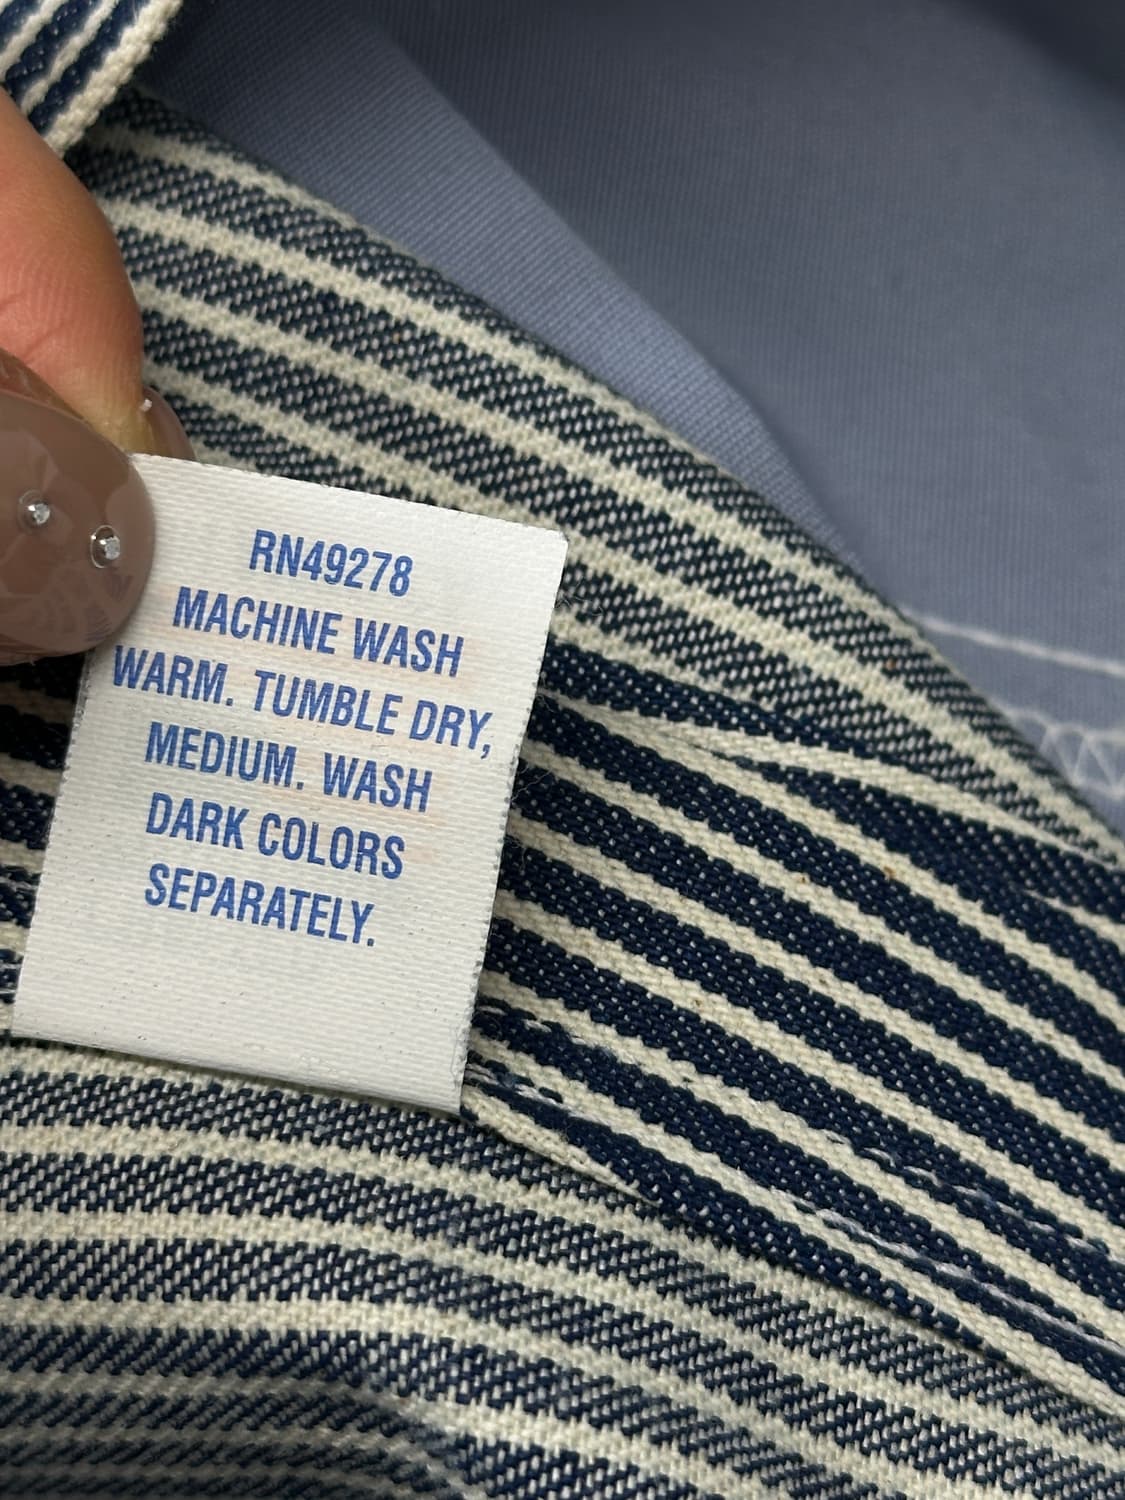 RN49278
MACHINE WASH
WARM. TUMBLE DRY,
MEDIUM. WASH
DARK COLORS
SEPARATELY.